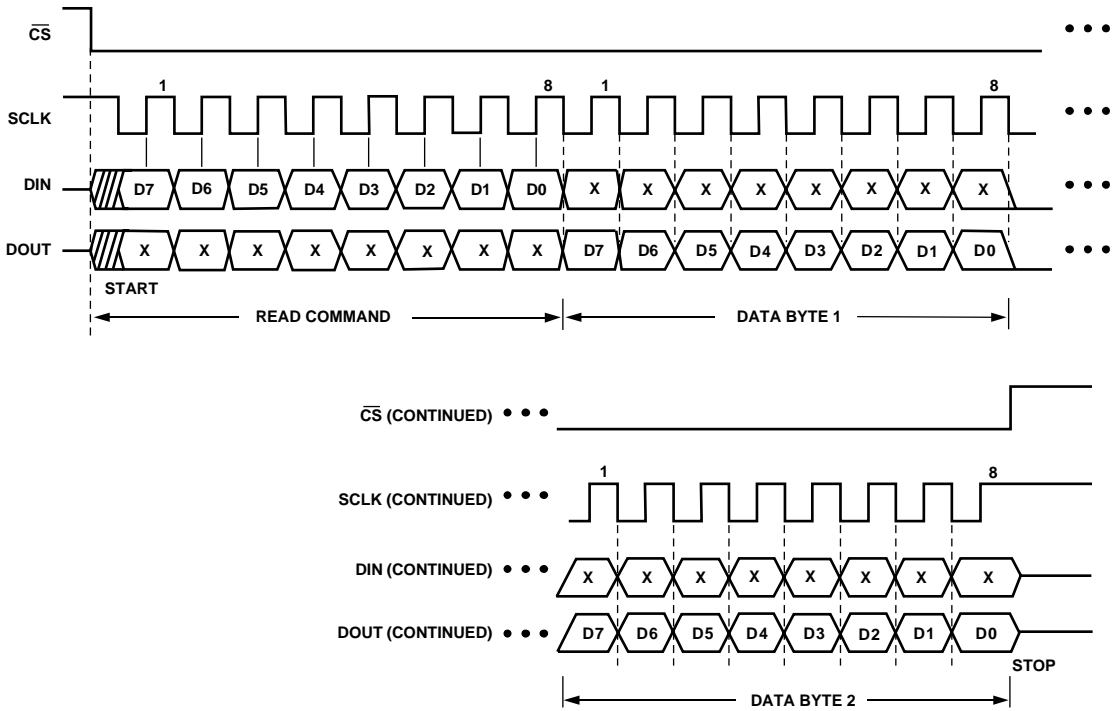 CS
1 8 1 8
SCLK
DIN D7 D6 D5 D4 D3 D2 D1 D0 X X X X X X X X
DOUT X X X X X X X X D7 D6 D5 D4 D3 D2 D1 D0
START
READ COMMAND DATA BYTE 1
CS (CONTINUED)
1 8
SCLK (CONTINUED)
DIN (CONTINUED) X X X X X X X X
DOUT (CONTINUED) D7 D6 D5 D4 D3 D2 D1 D0
STOP
DATA BYTE 2